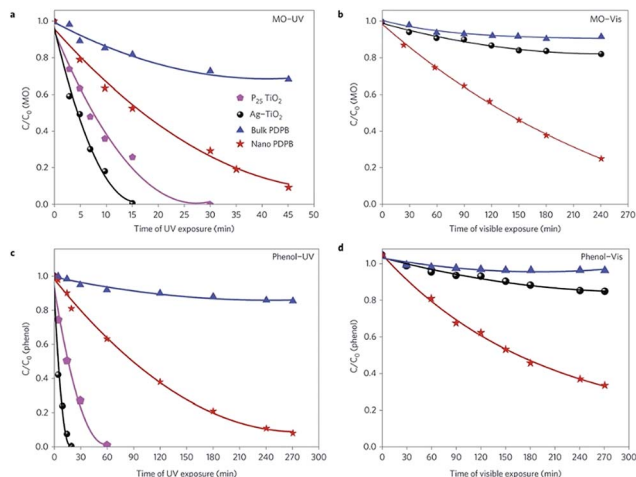 a
MO–UV
1.0
0.8
0.6
0.4
0.2
0.0
C/C0 (MO)
P25 TiO2
Ag–TiO2
Bulk PDPB
Nano PDPB
0 5 10 15 20 25 30 35 40 45 50
Time of UV exposure (min)
b
MO–Vis
1.0
0.8
0.6
0.4
0.2
0.0
C/C0 (MO)
0 30 60 90 120 150 180 210 240 270
Time of visible exposure (min)
c
Phenol–UV
1.0
0.8
0.6
0.4
0.2
0.0
C/C0 (phenol)
0 30 60 90 120 150 180 210 240 270 300
Time of UV exposure (min)
d
Phenol–Vis
1.0
0.8
0.6
0.4
0.2
0.0
C/C0 (phenol)
0 30 60 90 120 150 180 210 240 270 300
Time of visible exposure (min)